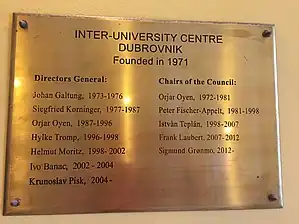 INTER-UNIVERSITY CENTRE
DUBROVNIK
Founded in 1971
Directors General:
Johan Galtung, 1973-1976
Siegfried Korninger, 1977-1987
Orjar Oyen, 1987-1996
Hylke Tromp, 1996-1998
Helmut Moritz, 1998- 2002
Ivo Banac, 2002 - 2004
Krunoslav Pisk, 2004 -
Chairs of the Council:
Orjar Oyen, 1972-1981
Peter Fischer-Appelt, 1981-1998
István Teplán, 1998-2007
Frank Laubert, 2007-2012
Sigmund Grønmo, 2012-